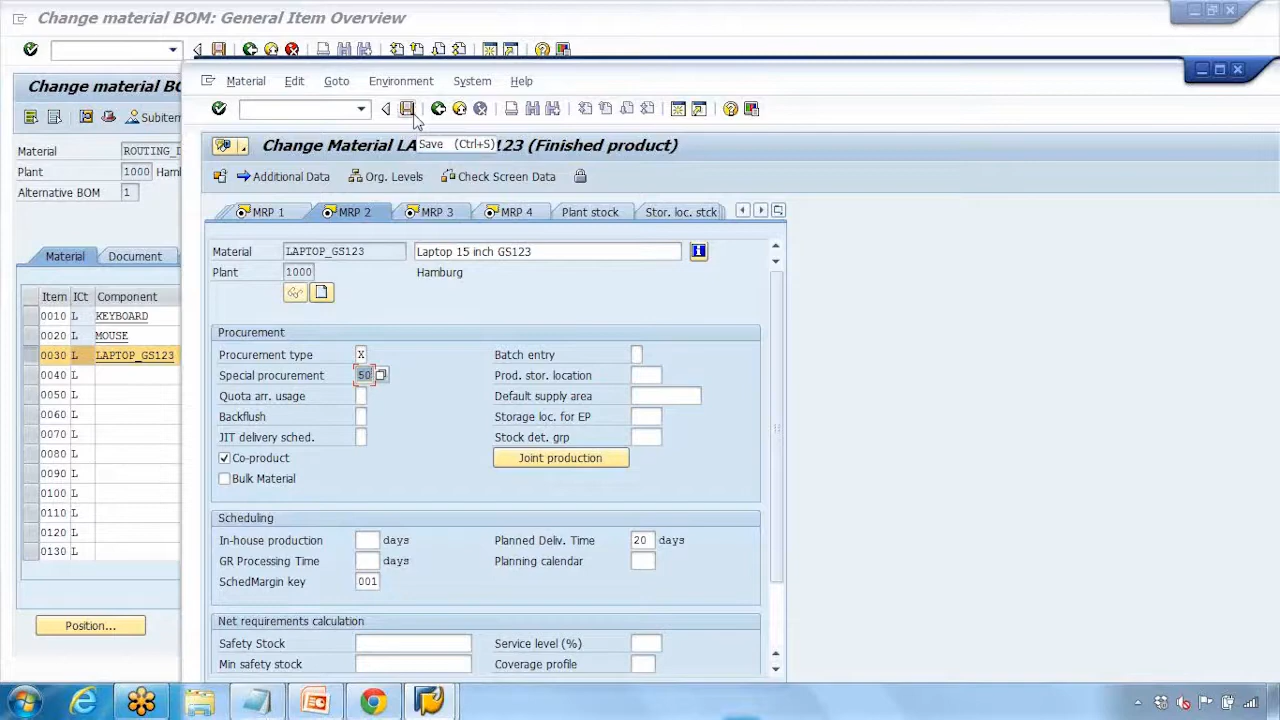 Change material BOM: General Item Overview
Change material BO
Subitem
Material ROUTING_D
Plant 1000 Ham
Alternative BOM 1
Material Document
Item ICt Component
0010 L KEYBOARD
0020 L MOUSE
0030 L LAPTOP_GS123
0040 L
0050 L
0060 L
0070 L
0080 L
0090 L
0100 L
0110 L
0120 L
0130 L
Position...
Material Edit Goto Environment System Help
Save (Ctrl+S)
Change Material LA 123 (Finished product)
Additional Data Org. Levels Check Screen Data
MRP 1 MRP 2 MRP 3 MRP 4 Plant stock Stor. loc. stck
Material LAPTOP_GS123 Laptop 15 inch GS123
Plant 1000 Hamburg
Procurement
Procurement type X Batch entry
Special procurement 50 Prod. stor. location
Quota arr. usage Default supply area
Backflush Storage loc. for EP
JIT delivery sched. Stock det. grp
Co-product Joint production
Bulk Material
Scheduling
In-house production days Planned Deliv. Time 20 days
GR Processing Time days Planning calendar
SchedMargin key 001
Net requirements calculation
Safety Stock Service level (%)
Min safety stock Coverage profile